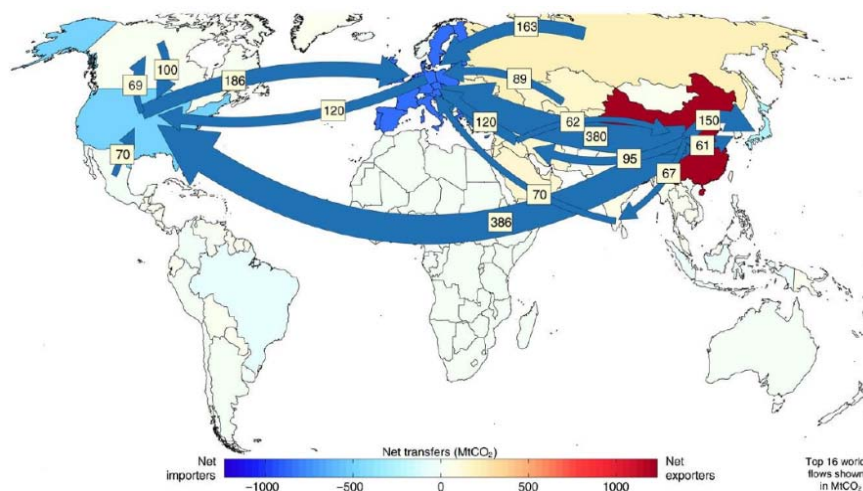 163
100
186
69
89
120
120
62
150
380
61
95
70
67
70
386
Net transfers (MtCO₂)
Net importers
Net exporters
−1000 −500 0 500 1000
Top 16 world
flows shown
in MtCO₂